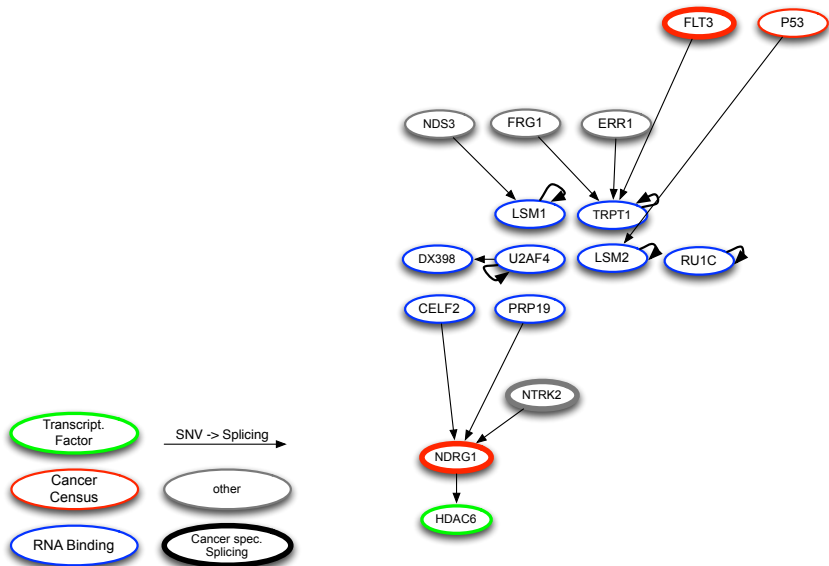 FLT3
P53
NDS3
FRG1
ERR1
LSM1
TRPT1
DX398
U2AF4
LSM2
RU1C
CELF2
PRP19
NTRK2
NDRG1
HDAC6
Transcript.
Factor
SNV -> Splicing
Cancer
Census
other
RNA Binding
Cancer spec.
Splicing